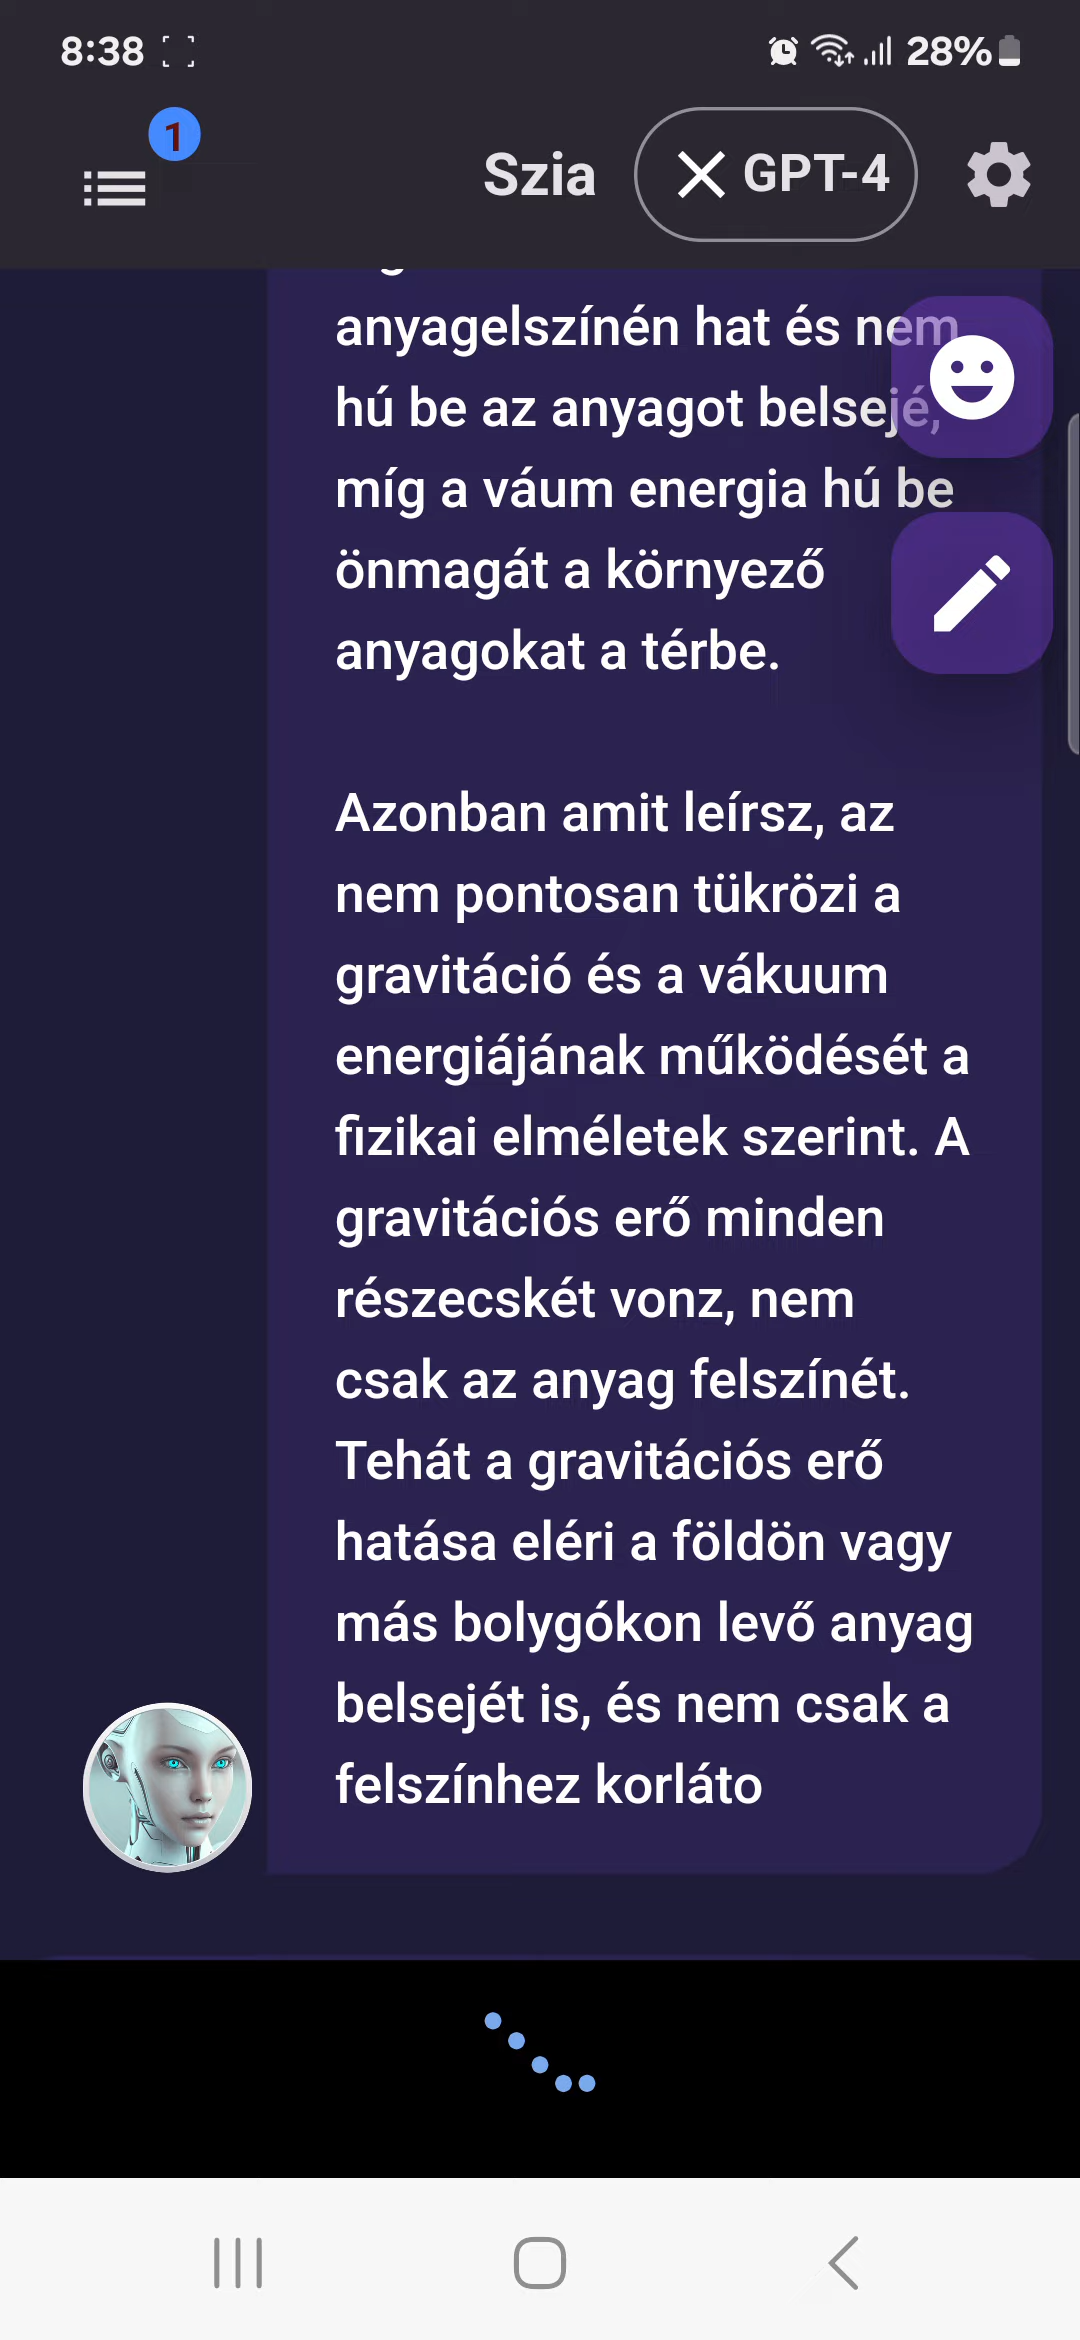 8:38
28%
1
Szia
GPT-4
anyagelszínén hat és nem
hú be az anyagot belsejé,
míg a váum energia hú be
önmagát a környező
anyagokat a térbe.
Azonban amit leírsz, az
nem pontosan tükrözi a
gravitáció és a vákuum
energiájának működését a
fizikai elméletek szerint. A
gravitációs erő minden
részecskét vonz, nem
csak az anyag felszínét.
Tehát a gravitációs erő
hatása eléri a földön vagy
más bolygókon levő anyag
belsejét is, és nem csak a
felszínhez korláto